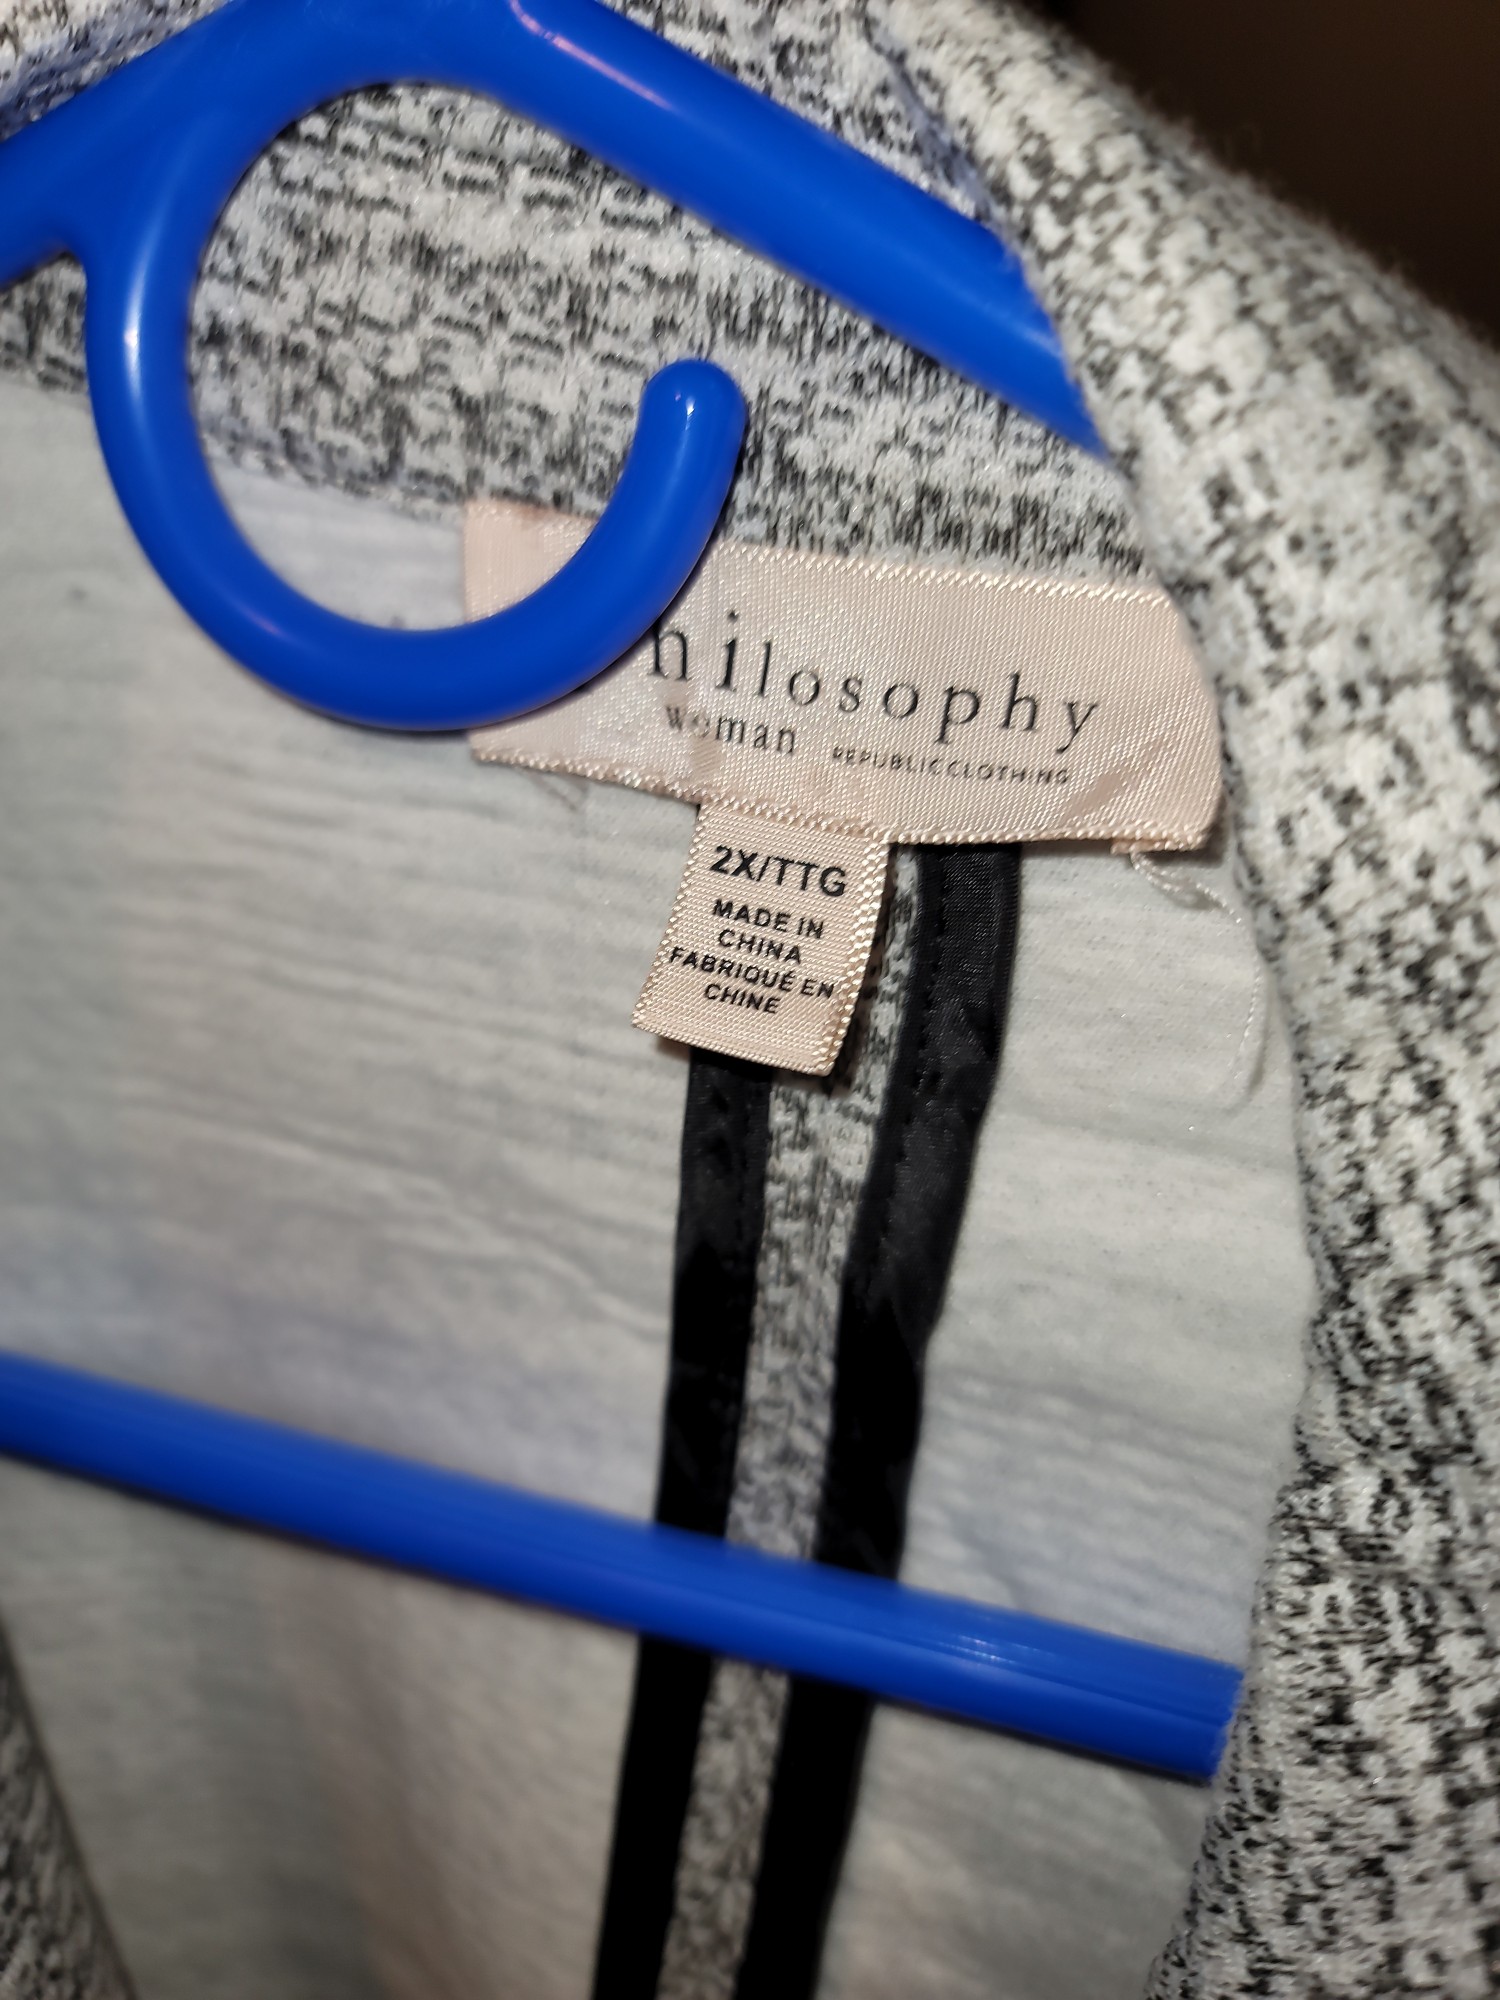 hilosophy
woman REPUBLICCLOTHING
2X/TTG
MADE IN
CHINA
FABRIQUÉ EN
CHINE